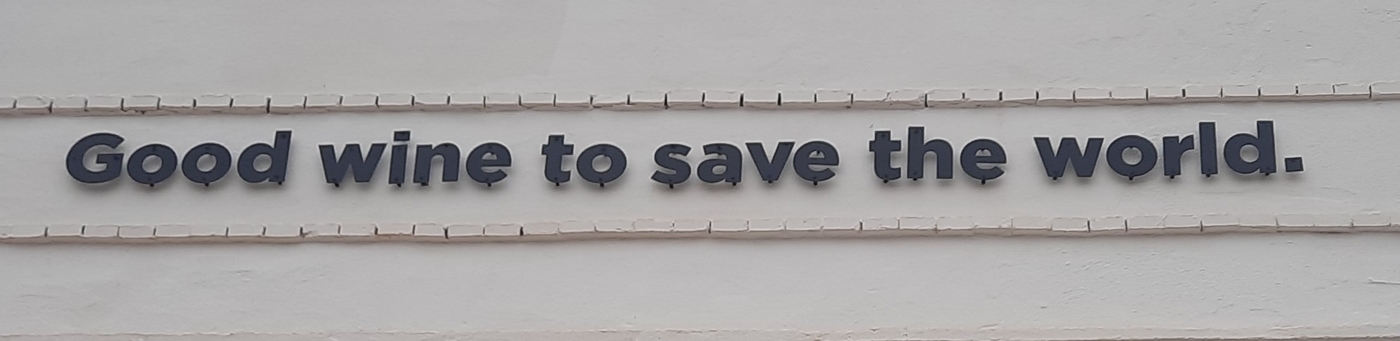 Good wine to save the world.